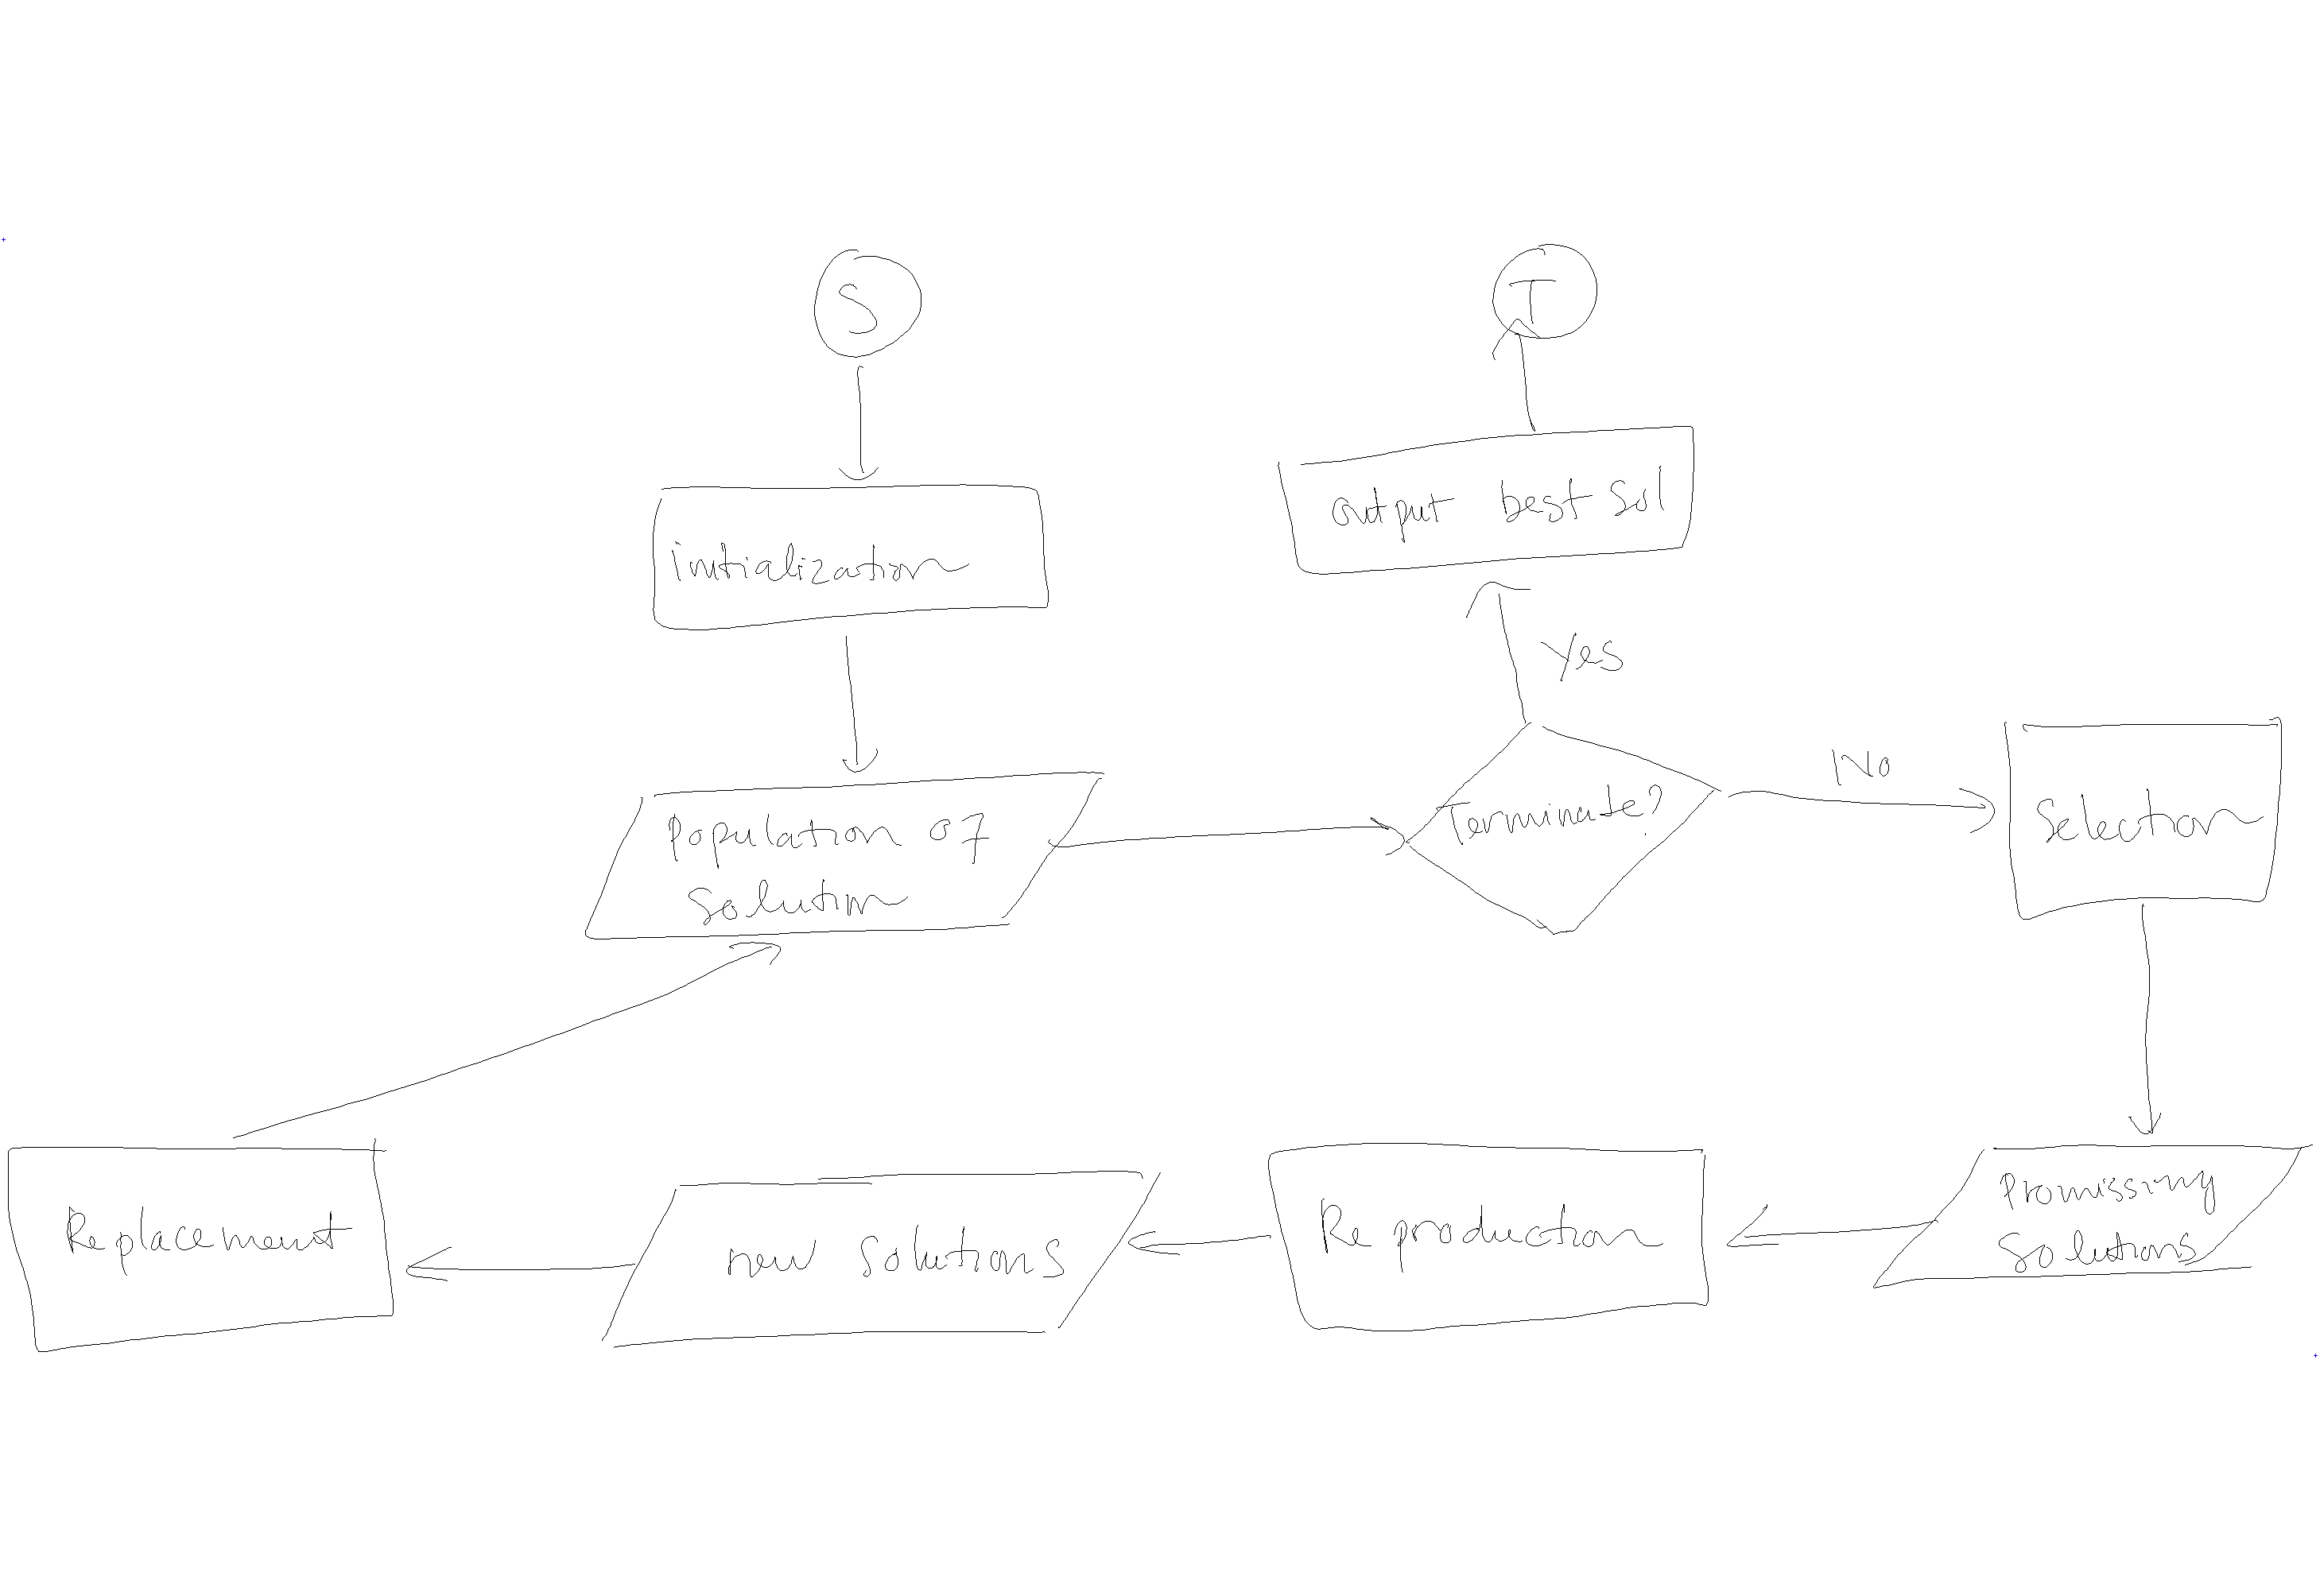 S
T
initialization
output best sol
Yes
No
Population of
solution
Terminate?
Selection
Replacement
new solutions
Reproduction
Promissing
Solutions